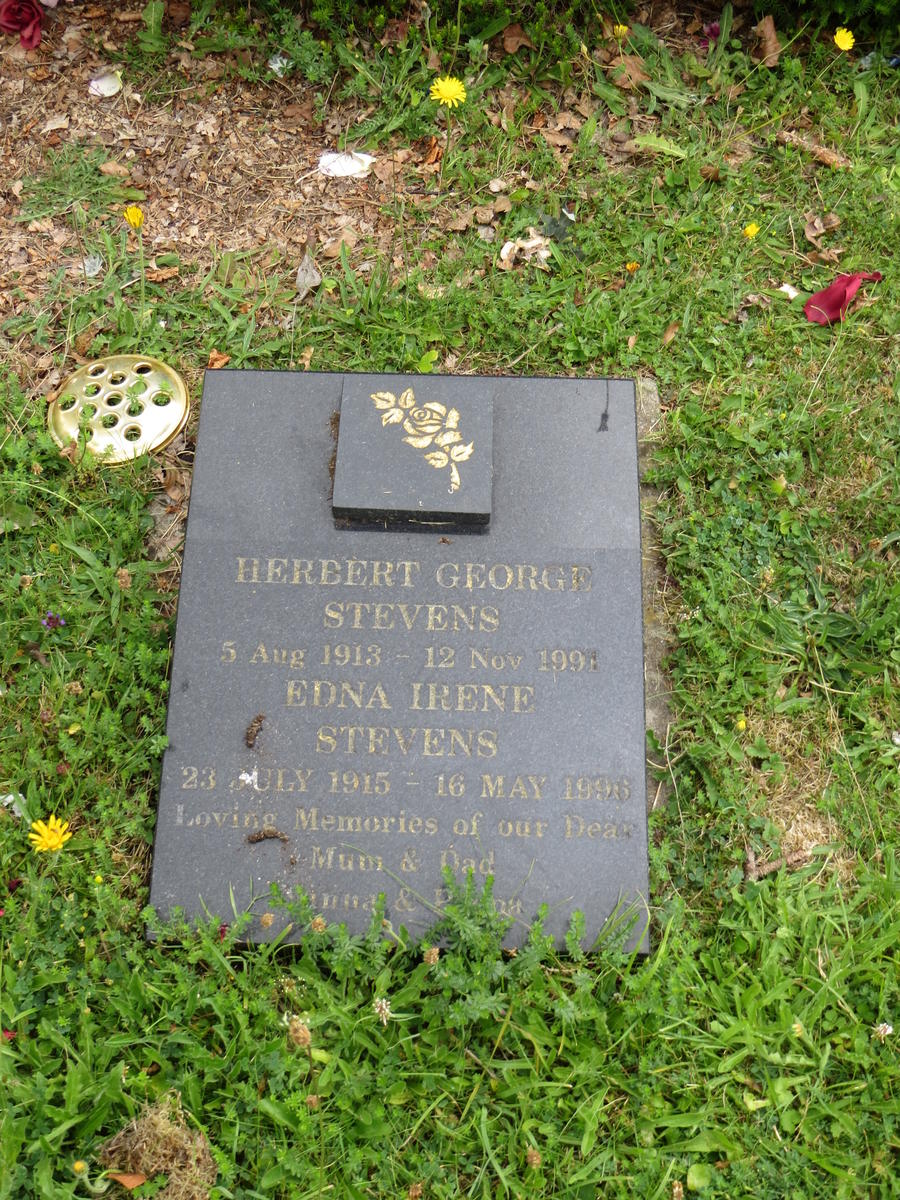 HERBERT GEORGE
STEVENS
5 Aug 1913 - 12 Nov 1991
EDNA IRENE
STEVENS
23 JULY 1915 - 16 MAY 1996
Loving Memories of our Dear
Mum & Dad
&